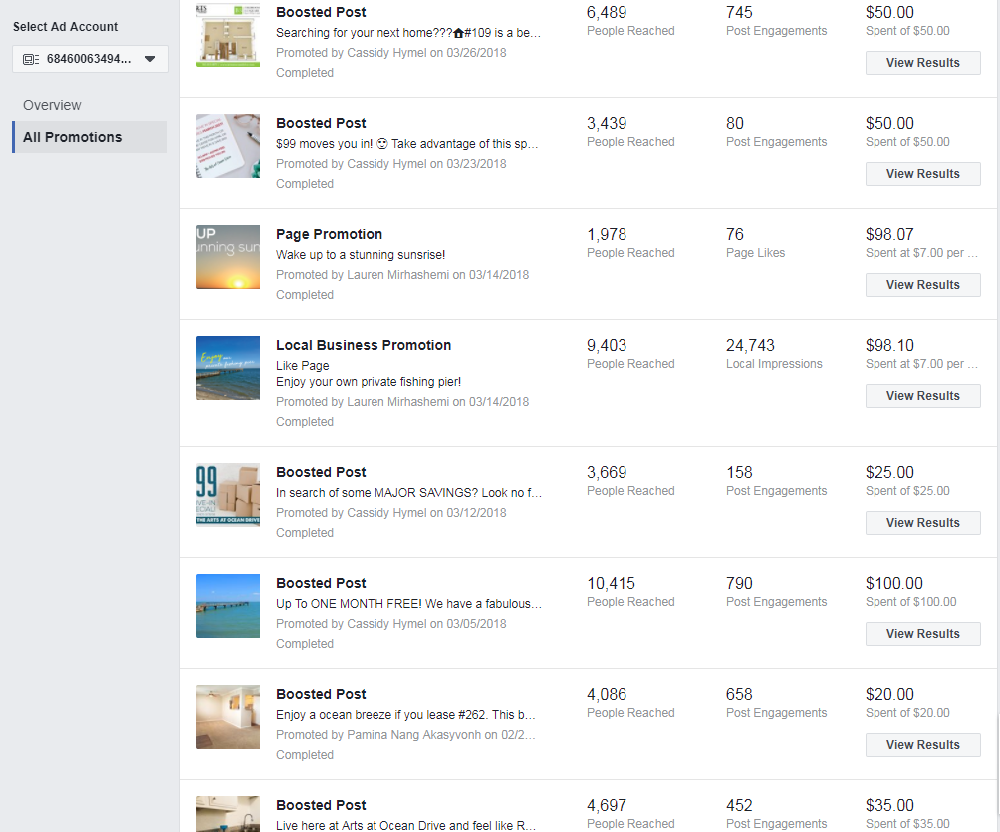 Select Ad Account
68460063494...
Overview
All Promotions
Boosted Post
Searching for your next home???🏠#109 is a be...
Promoted by Cassidy Hymel on 03/26/2018
Completed
6,489
People Reached
745
Post Engagements
$50.00
Spent of $50.00
View Results
Boosted Post
$99 moves you in! 😍 Take advantage of this sp...
Promoted by Cassidy Hymel on 03/23/2018
Completed
3,439
People Reached
80
Post Engagements
$50.00
Spent of $50.00
View Results
UP
unning sun
Page Promotion
Wake up to a stunning sunsrise!
Promoted by Lauren Mirhashemi on 03/14/2018
Completed
1,978
People Reached
76
Page Likes
$98.07
Spent at $7.00 per ...
View Results
Enjoy our
private fishing pier
Local Business Promotion
Like Page
Enjoy your own private fishing pier!
Promoted by Lauren Mirhashemi on 03/14/2018
Completed
9,403
People Reached
24,743
Local Impressions
$98.10
Spent at $7.00 per ...
View Results
99
VE-IN
ECIAL!
THE ARTS AT OCEAN DRIVE
Boosted Post
In search of some MAJOR SAVINGS? Look no f...
Promoted by Cassidy Hymel on 03/12/2018
Completed
3,669
People Reached
158
Post Engagements
$25.00
Spent of $25.00
View Results
Boosted Post
Up To ONE MONTH FREE! We have a fabulous...
Promoted by Cassidy Hymel on 03/05/2018
Completed
10,415
People Reached
790
Post Engagements
$100.00
Spent of $100.00
View Results
Boosted Post
Enjoy a ocean breeze if you lease #262. This b...
Promoted by Pamina Nang Akasyvonh on 02/2...
Completed
4,086
People Reached
658
Post Engagements
$20.00
Spent of $20.00
View Results
Boosted Post
Live here at Arts at Ocean Drive and feel like R...
4,697
People Reached
452
Post Engagements
$35.00
Spent of $35.00